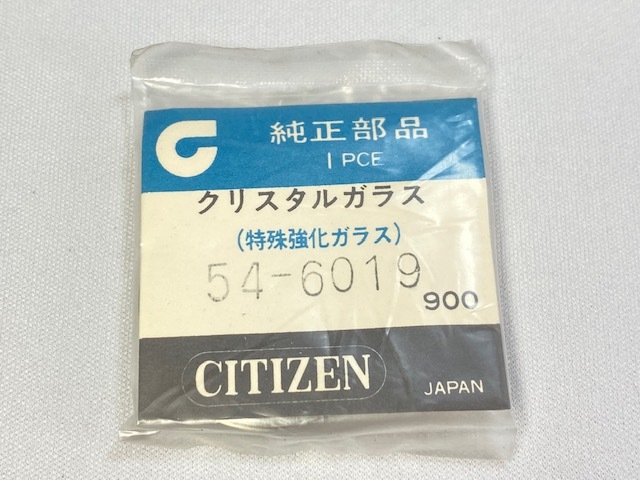 純正部品
1 PCE
クリスタルガラス
(特殊強化ガラス)
54-6019
900
CITIZEN
JAPAN